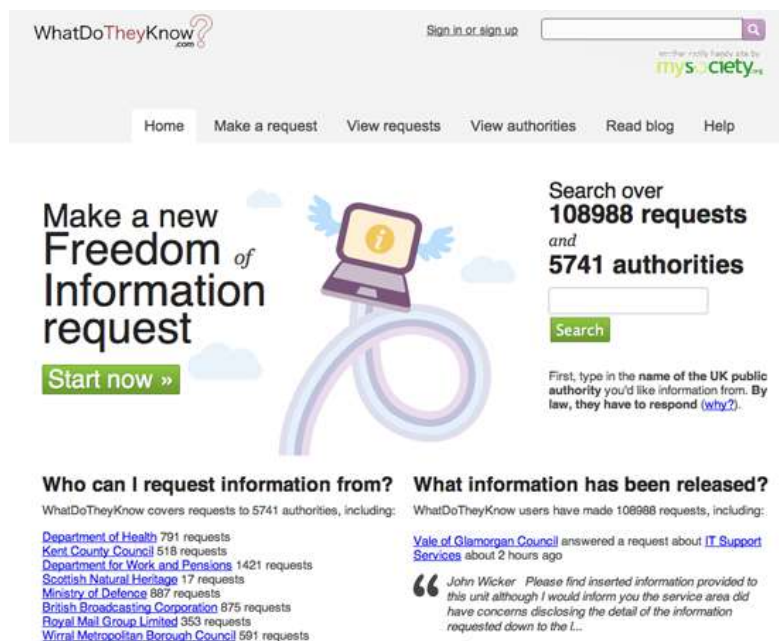 WhatDoTheyKnow?
.com
Sign in or sign up
another really handy site by
mysociety.org
Home Make a request View requests View authorities Read blog Help
Make a new
Freedom of
Information
request
Start now »
Search over
108988 requests
and
5741 authorities
Search
First, type in the name of the UK public
authority you'd like information from. By
law, they have to respond (why?).
Who can I request information from?
WhatDoTheyKnow covers requests to 5741 authorities, including:
Department of Health 791 requests
Kent County Council 518 requests
Department for Work and Pensions 1421 requests
Scottish Natural Heritage 17 requests
Ministry of Defence 887 requests
British Broadcasting Corporation 875 requests
Royal Mail Group Limited 353 requests
Wirral Metropolitan Borough Council 591 requests
What information has been released?
WhatDoTheyKnow users have made 108988 requests, including:
Vale of Glamorgan Council answered a request about IT Support
Services about 2 hours ago
“ John Wicker Please find inserted information provided to
this unit although I would inform you the service area did
have concerns disclosing the detail of the information
requested down to the l...